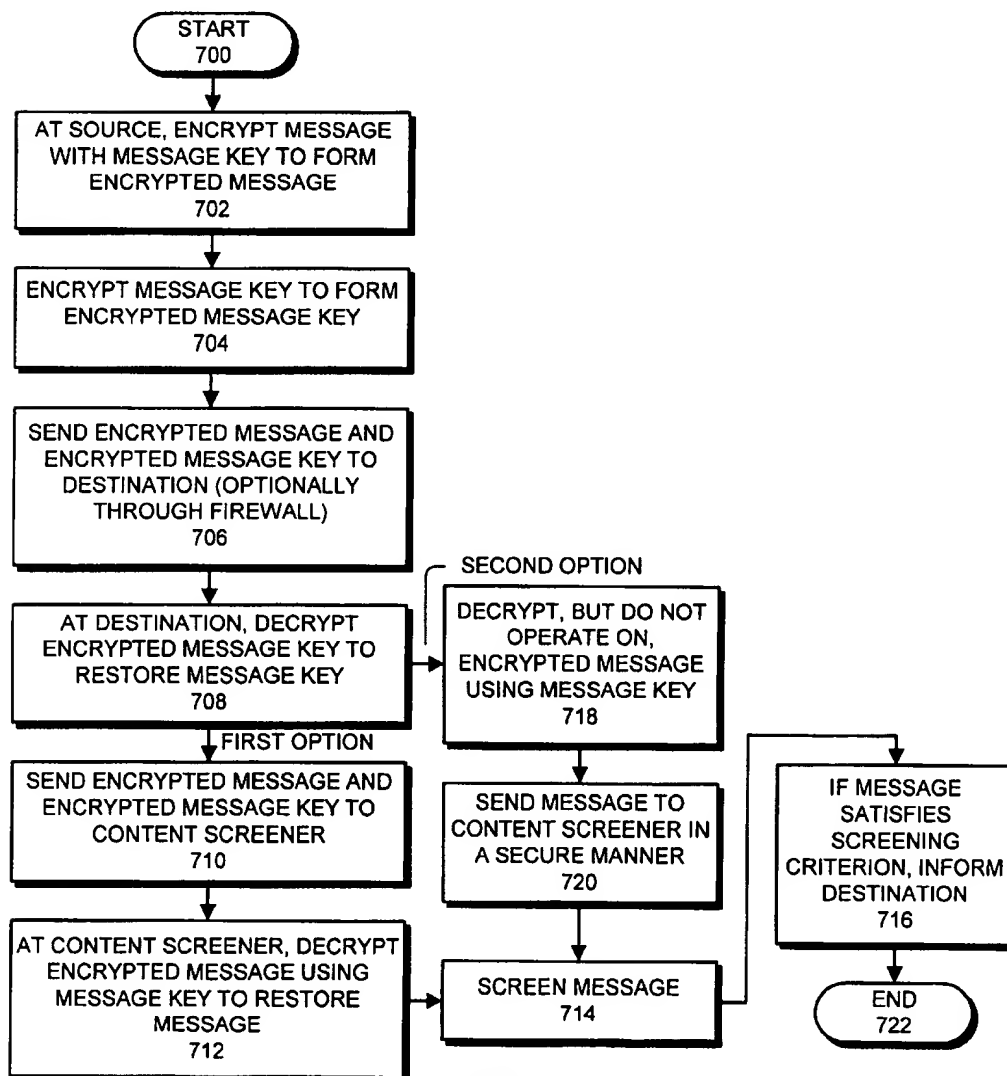 START
700
AT SOURCE, ENCRYPT MESSAGE
WITH MESSAGE KEY TO FORM
ENCRYPTED MESSAGE
702
ENCRYPT MESSAGE KEY TO FORM
ENCRYPTED MESSAGE KEY
704
SEND ENCRYPTED MESSAGE AND
ENCRYPTED MESSAGE KEY TO
DESTINATION (OPTIONALLY
THROUGH FIREWALL)
706
AT DESTINATION, DECRYPT
ENCRYPTED MESSAGE KEY TO
RESTORE MESSAGE KEY
708
FIRST OPTION
SEND ENCRYPTED MESSAGE AND
ENCRYPTED MESSAGE KEY TO
CONTENT SCREENER
710
AT CONTENT SCREENER, DECRYPT
ENCRYPTED MESSAGE USING
MESSAGE KEY TO RESTORE
MESSAGE
712
SECOND OPTION
DECRYPT, BUT DO NOT
OPERATE ON,
ENCRYPTED MESSAGE
USING MESSAGE KEY
718
SEND MESSAGE TO
CONTENT SCREENER IN
A SECURE MANNER
720
SCREEN MESSAGE
714
IF MESSAGE
SATISFIES
SCREENING
CRITERION, INFORM
DESTINATION
716
END
722